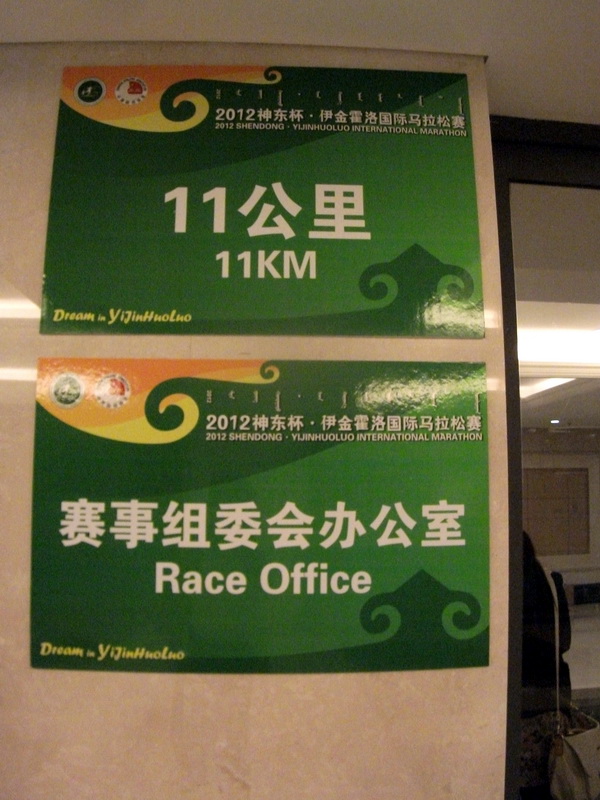 2012神东杯·伊金霍洛国际马拉松赛
2012 SHENDONG · YIJINHUOLUO INTERNATIONAL MARATHON
11公里
11KM
Dream in YiJinHuoLuo
2012神东杯·伊金霍洛国际马拉松赛
2012 SHENDONG · YIJINHUOLUO INTERNATIONAL MARATHON
赛事组委会办公室
Race Office
Dream in YiJinHuoLuo